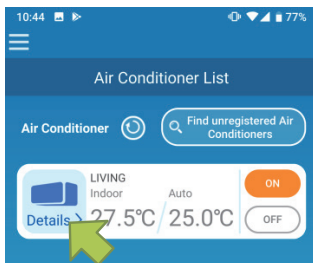 10:44 77%
Air Conditioner List
Air Conditioner Find unregistered Air
Conditioners
LIVING
Indoor Auto ON
Details > 27.5℃ 25.0℃ OFF